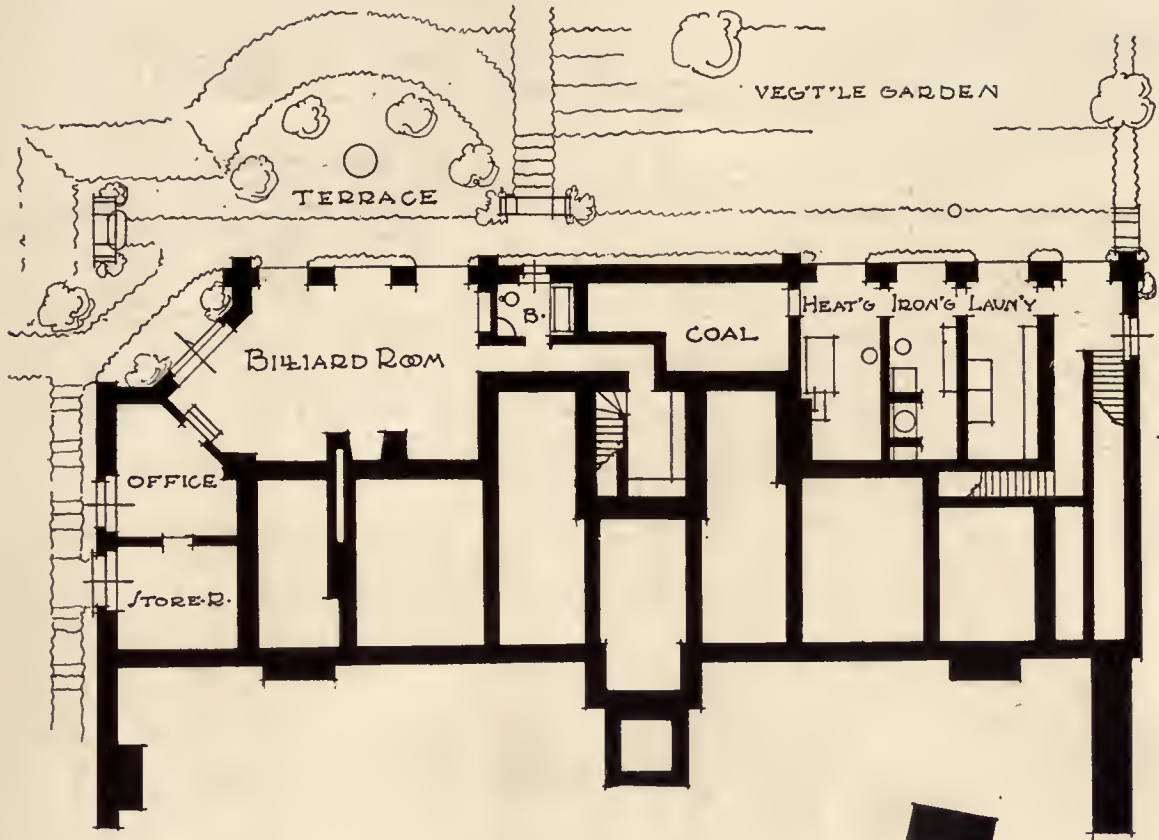 VEG'T'LE GARDEN
TERRACE
HEAT'G IRON'G LAUN'Y
B.
COAL
BILLIARD ROOM
OFFICE
STORE·R.